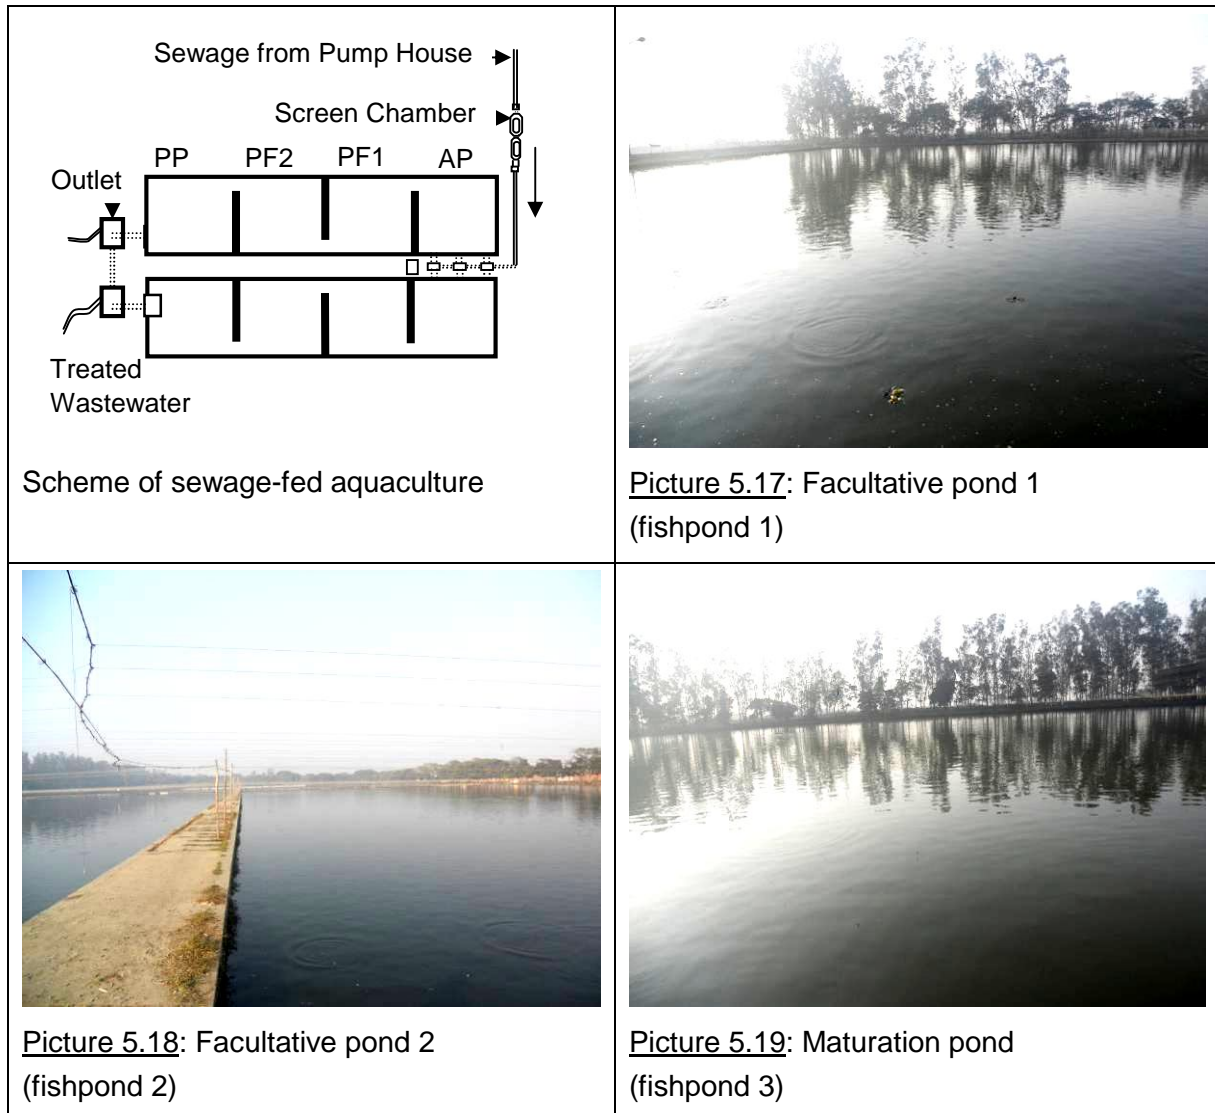 Sewage from Pump House
Screen Chamber
PP PF2 PF1 AP
Outlet
Treated
Wastewater
Scheme of sewage-fed aquaculture
Picture 5.17: Facultative pond 1
(fishpond 1)
Picture 5.18: Facultative pond 2
(fishpond 2)
Picture 5.19: Maturation pond
(fishpond 3)